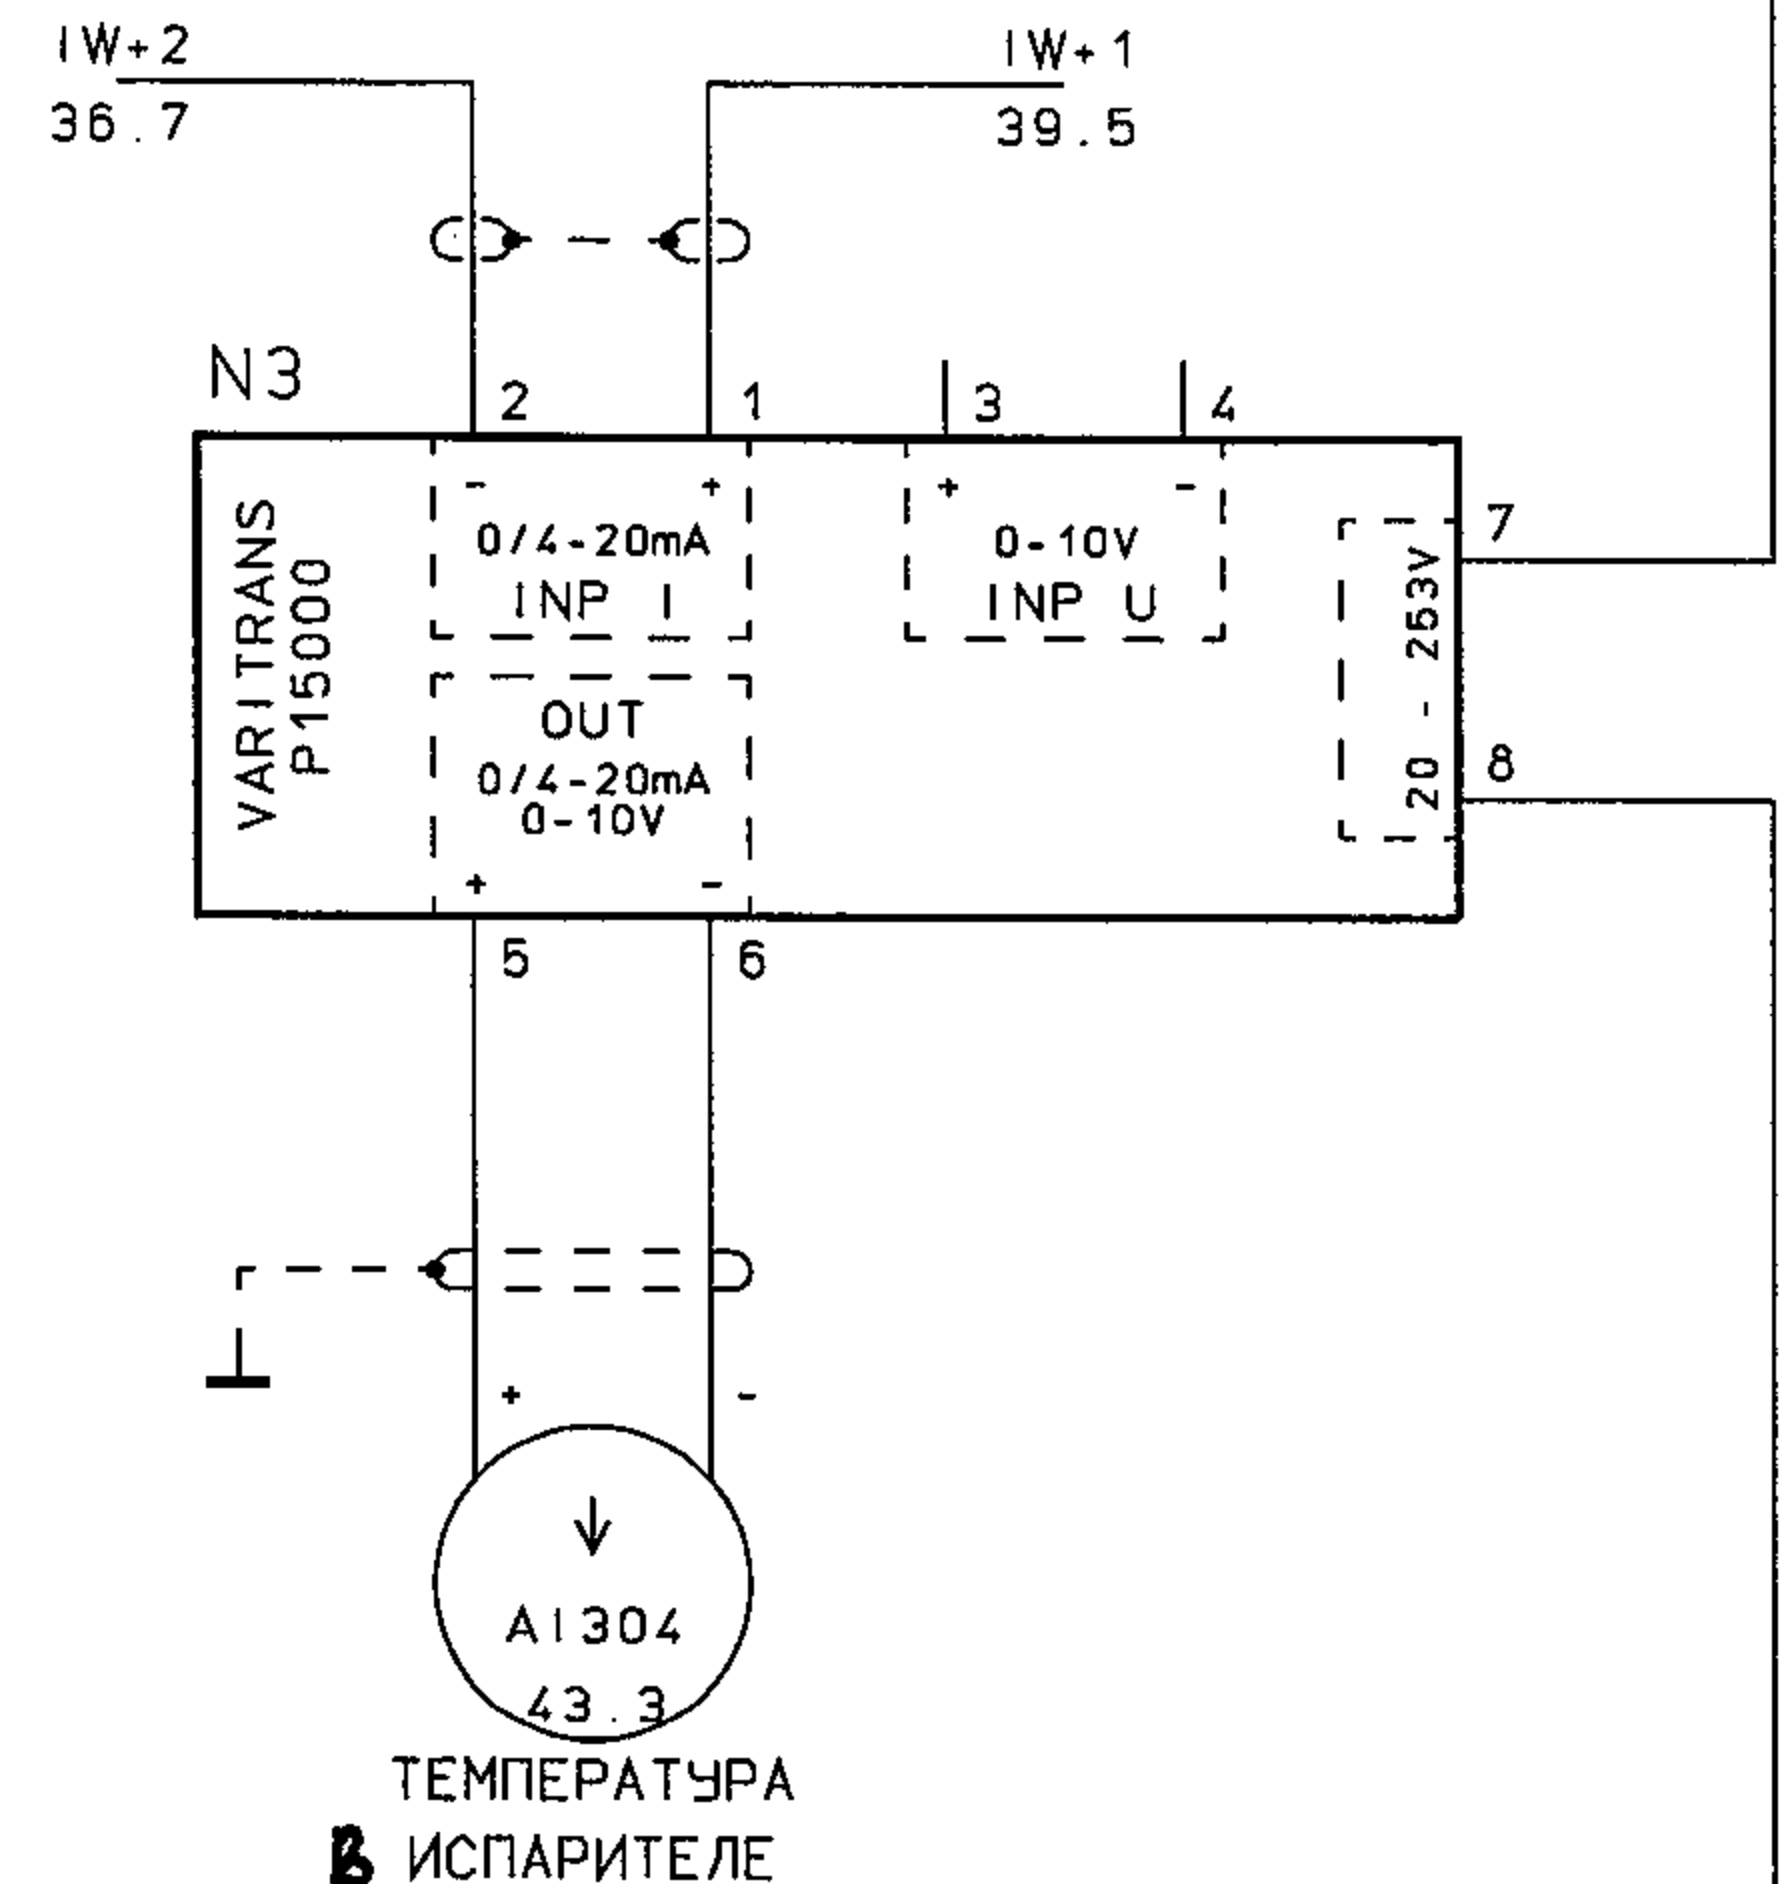 IW+2
36.7
IW+1
39.5
N3
2
1
3
4
- +
0/4-20mA
INP I
+ -
0-10V
INP U
VARITRANS
P15000
OUT
0/4-20mA
0-10V
+ -
20 - 253V
7
8
5
6
+ -
AI304
43.3
ТЕМПЕРАТУРА
В ИСПАРИТЕЛЕ